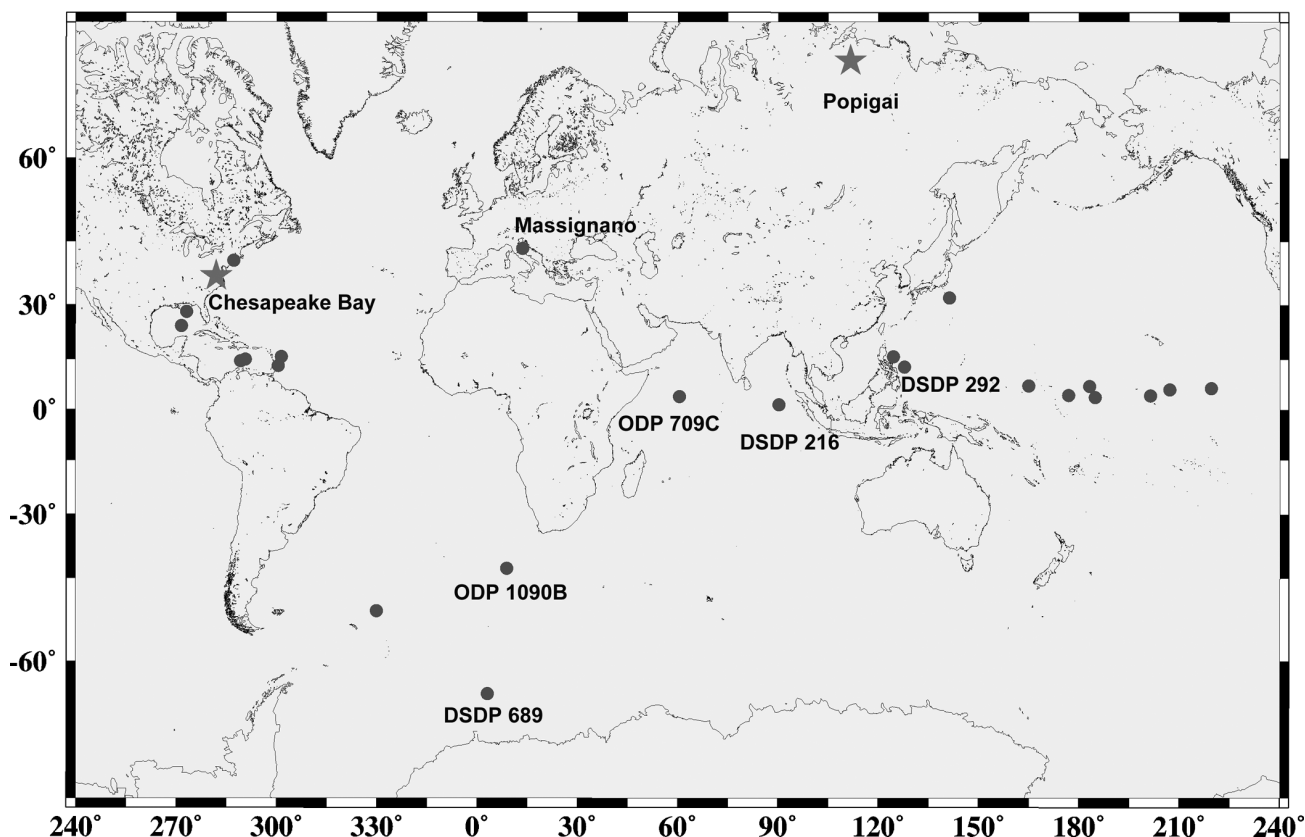 Popigai
60°
Massignano
Chesapeake Bay
30°
DSDP 292
0°
ODP 709C
DSDP 216
-30°
ODP 1090B
-60°
DSDP 689
240° 270° 300° 330° 0° 30° 60° 90° 120° 150° 180° 210° 240°